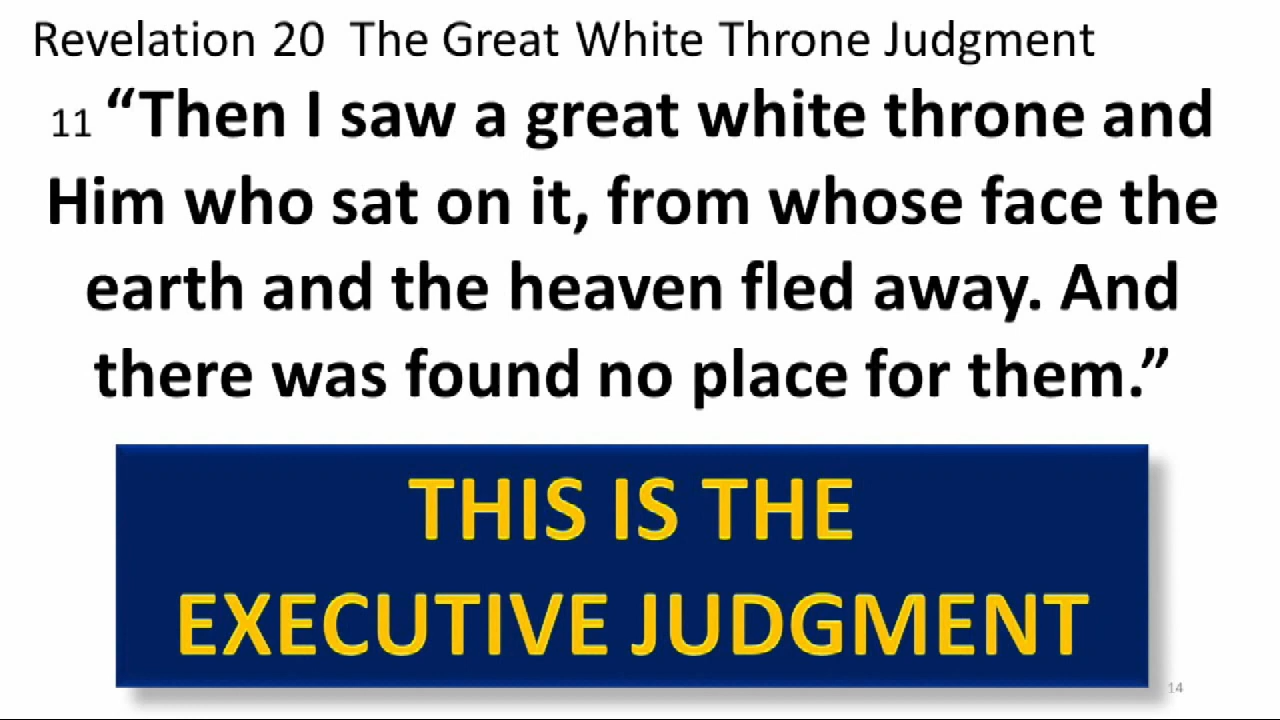 Revelation 20 The Great White Throne Judgment
11 “Then I saw a great white throne and
Him who sat on it, from whose face the
earth and the heaven fled away. And
there was found no place for them.”
THIS IS THE
EXECUTIVE JUDGMENT
14